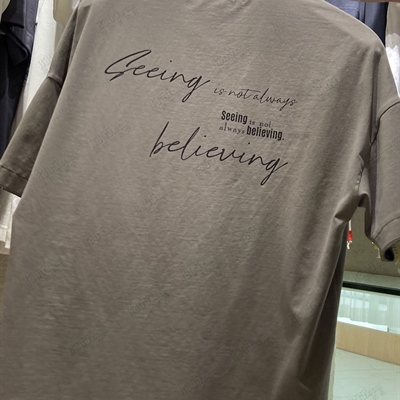 Seeing is not always
Seeing is not
always believing.
believing